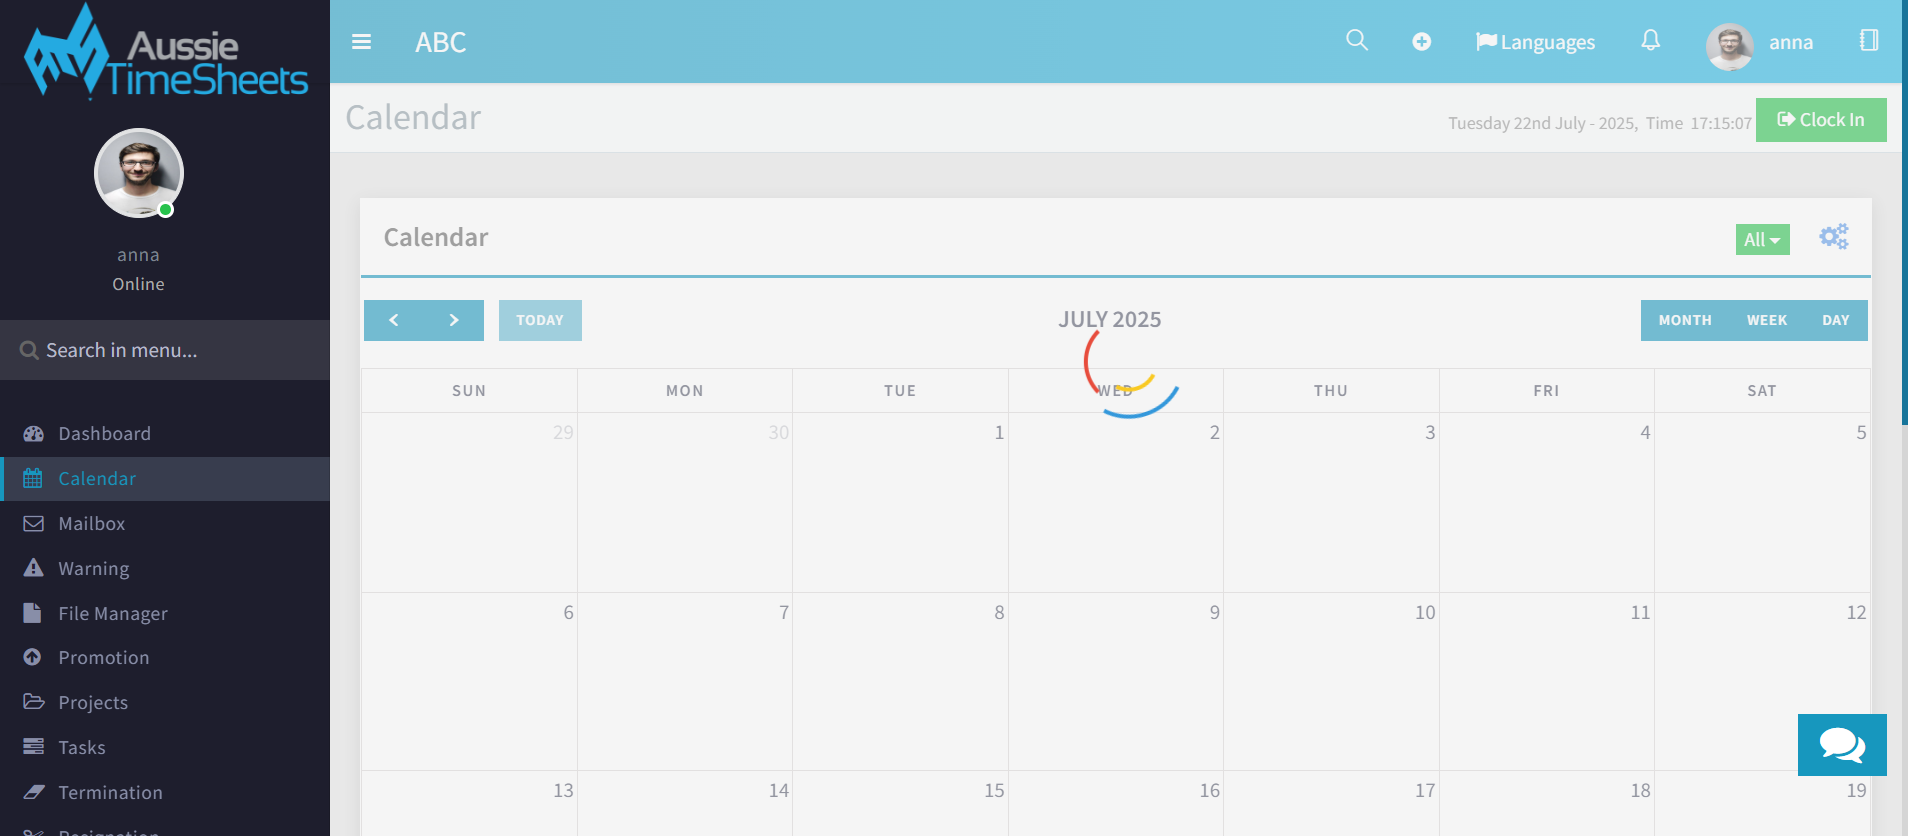 Aussie
TimeSheets
ABC
Languages
anna
Calendar
Tuesday 22nd July - 2025, Time 17:15:07
Clock In
anna
Online
Search in menu...
Dashboard
Calendar
Mailbox
Warning
File Manager
Promotion
Projects
Tasks
Termination
Resignation
Calendar
All
TODAY
JULY 2025
MONTH WEEK DAY
SUN MON TUE WED THU FRI SAT
29 30 1 2 3 4 5
6 7 8 9 10 11 12
13 14 15 16 17 18 19